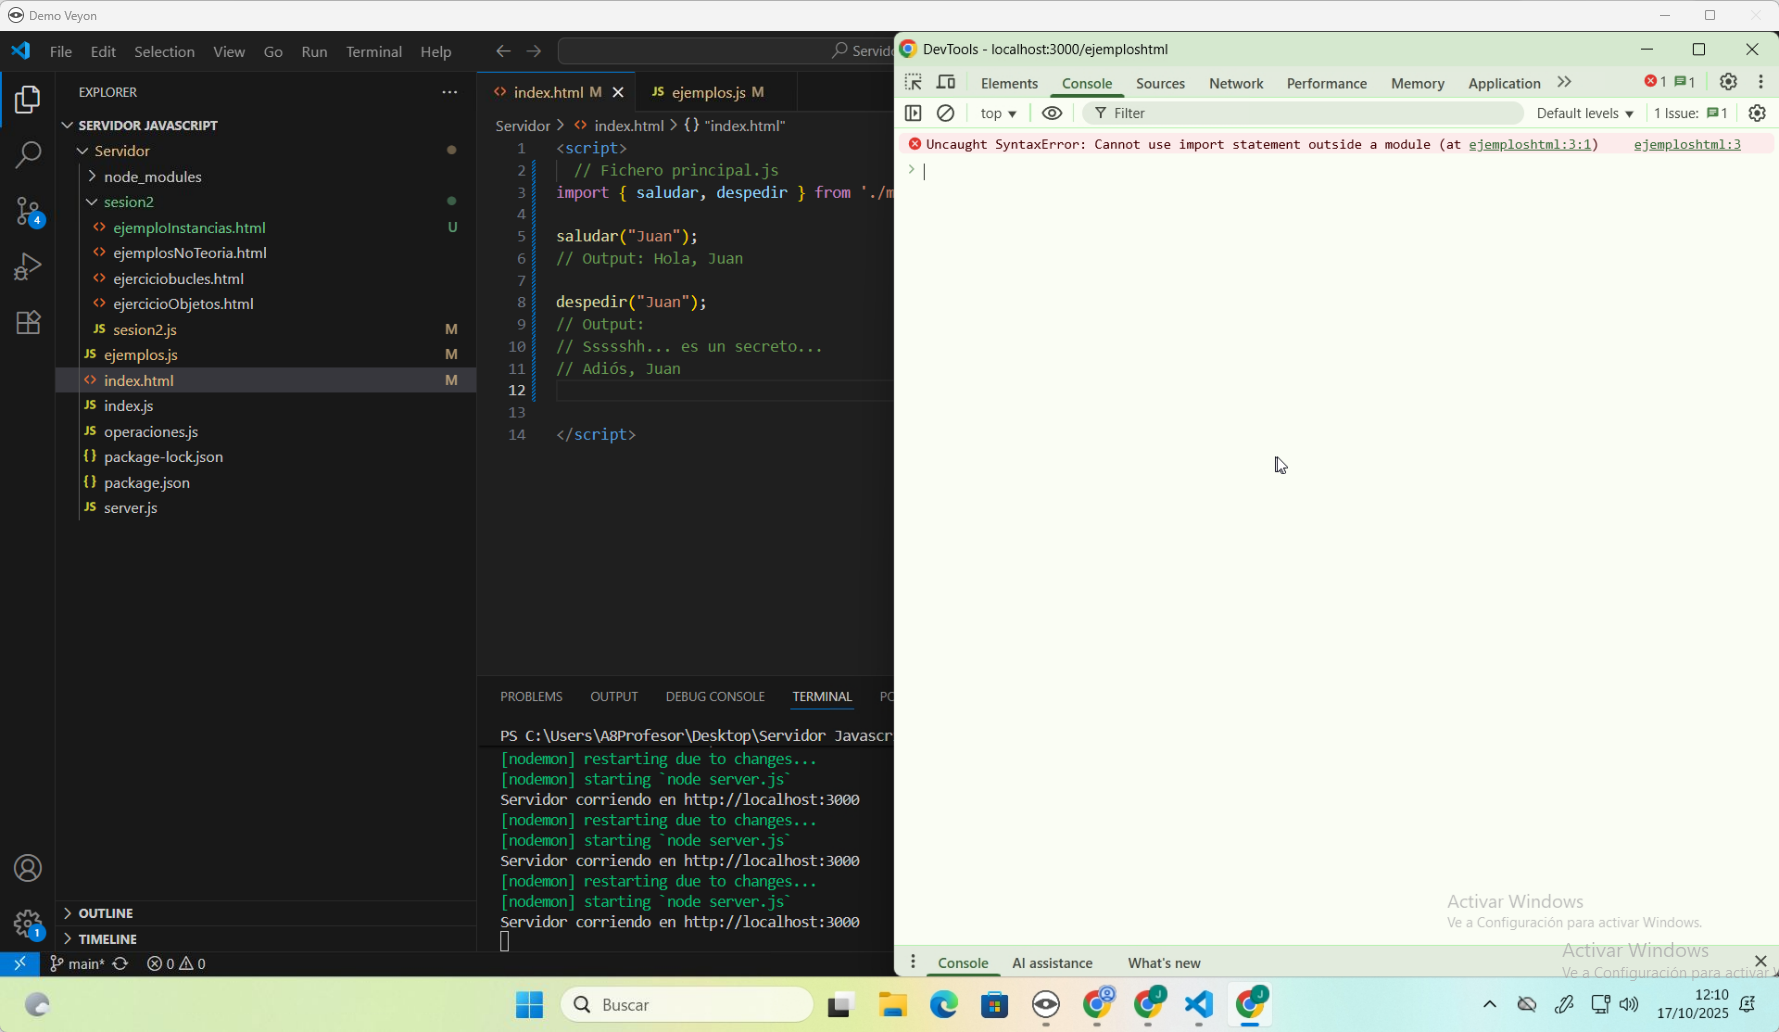 Demo Veyon
File Edit Selection View Go Run Terminal Help
Servido
EXPLORER
SERVIDOR JAVASCRIPT
Servidor
node_modules
sesion2
ejemploInstancias.html U
ejemplosNoTeoria.html
ejerciciobucles.html
ejercicioObjetos.html
JS sesion2.js M
JS ejemplos.js M
index.html M
JS index.js
JS operaciones.js
{} package-lock.json
{} package.json
JS server.js
OUTLINE
TIMELINE
4
1
main* 0 0
index.html M JS ejemplos.js M
Servidor > index.html > {} "index.html"
1 <script>
2 // Fichero principal.js
3 import { saludar, despedir } from './m
4
5 saludar("Juan");
6 // Output: Hola, Juan
7
8 despedir("Juan");
9 // Output:
10 // Ssssshh... es un secreto...
11 // Adiós, Juan
12
13
14 </script>
PROBLEMS OUTPUT DEBUG CONSOLE TERMINAL PO
PS C:\Users\A8Profesor\Desktop\Servidor Javascr
[nodemon] restarting due to changes...
[nodemon] starting `node server.js`
Servidor corriendo en http://localhost:3000
[nodemon] restarting due to changes...
[nodemon] starting `node server.js`
Servidor corriendo en http://localhost:3000
[nodemon] restarting due to changes...
[nodemon] starting `node server.js`
Servidor corriendo en http://localhost:3000
DevTools - localhost:3000/ejemploshtml
Elements Console Sources Network Performance Memory Application 1 1
top Filter Default levels 1 Issue: 1
Uncaught SyntaxError: Cannot use import statement outside a module (at ejemploshtml:3:1) ejemploshtml:3
Activar Windows
Ve a Configuración para activar Windows.
Activar Windows
Ve a Configuración para activar W
Console AI assistance What's new
Buscar
J
J
12:10
17/10/2025